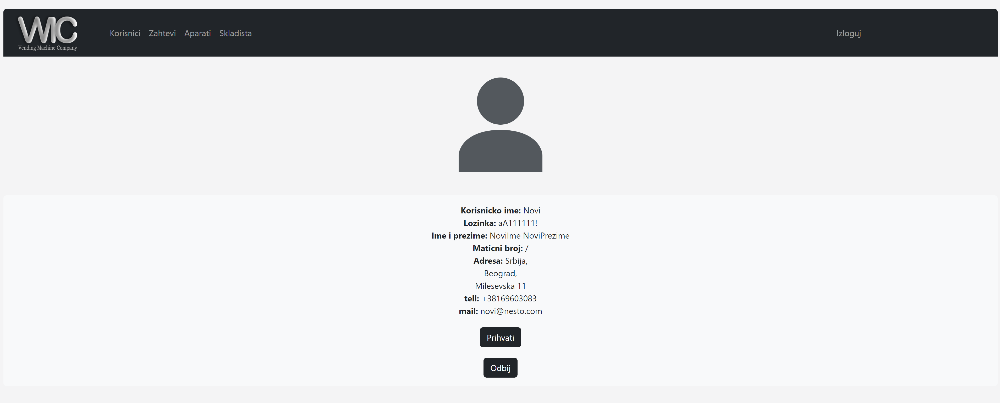 WIC
Vending Machine Company
Korisnici Zahtevi Aparati Skladista Izloguj
Korisnicko ime: Novi
Lozinka: aA111111!
Ime i prezime: NoviIme NoviPrezime
Maticni broj: /
Adresa: Srbija,
Beograd,
Milesevska 11
tell: +38169603083
mail: novi@nesto.com
Prihvati
Odbij